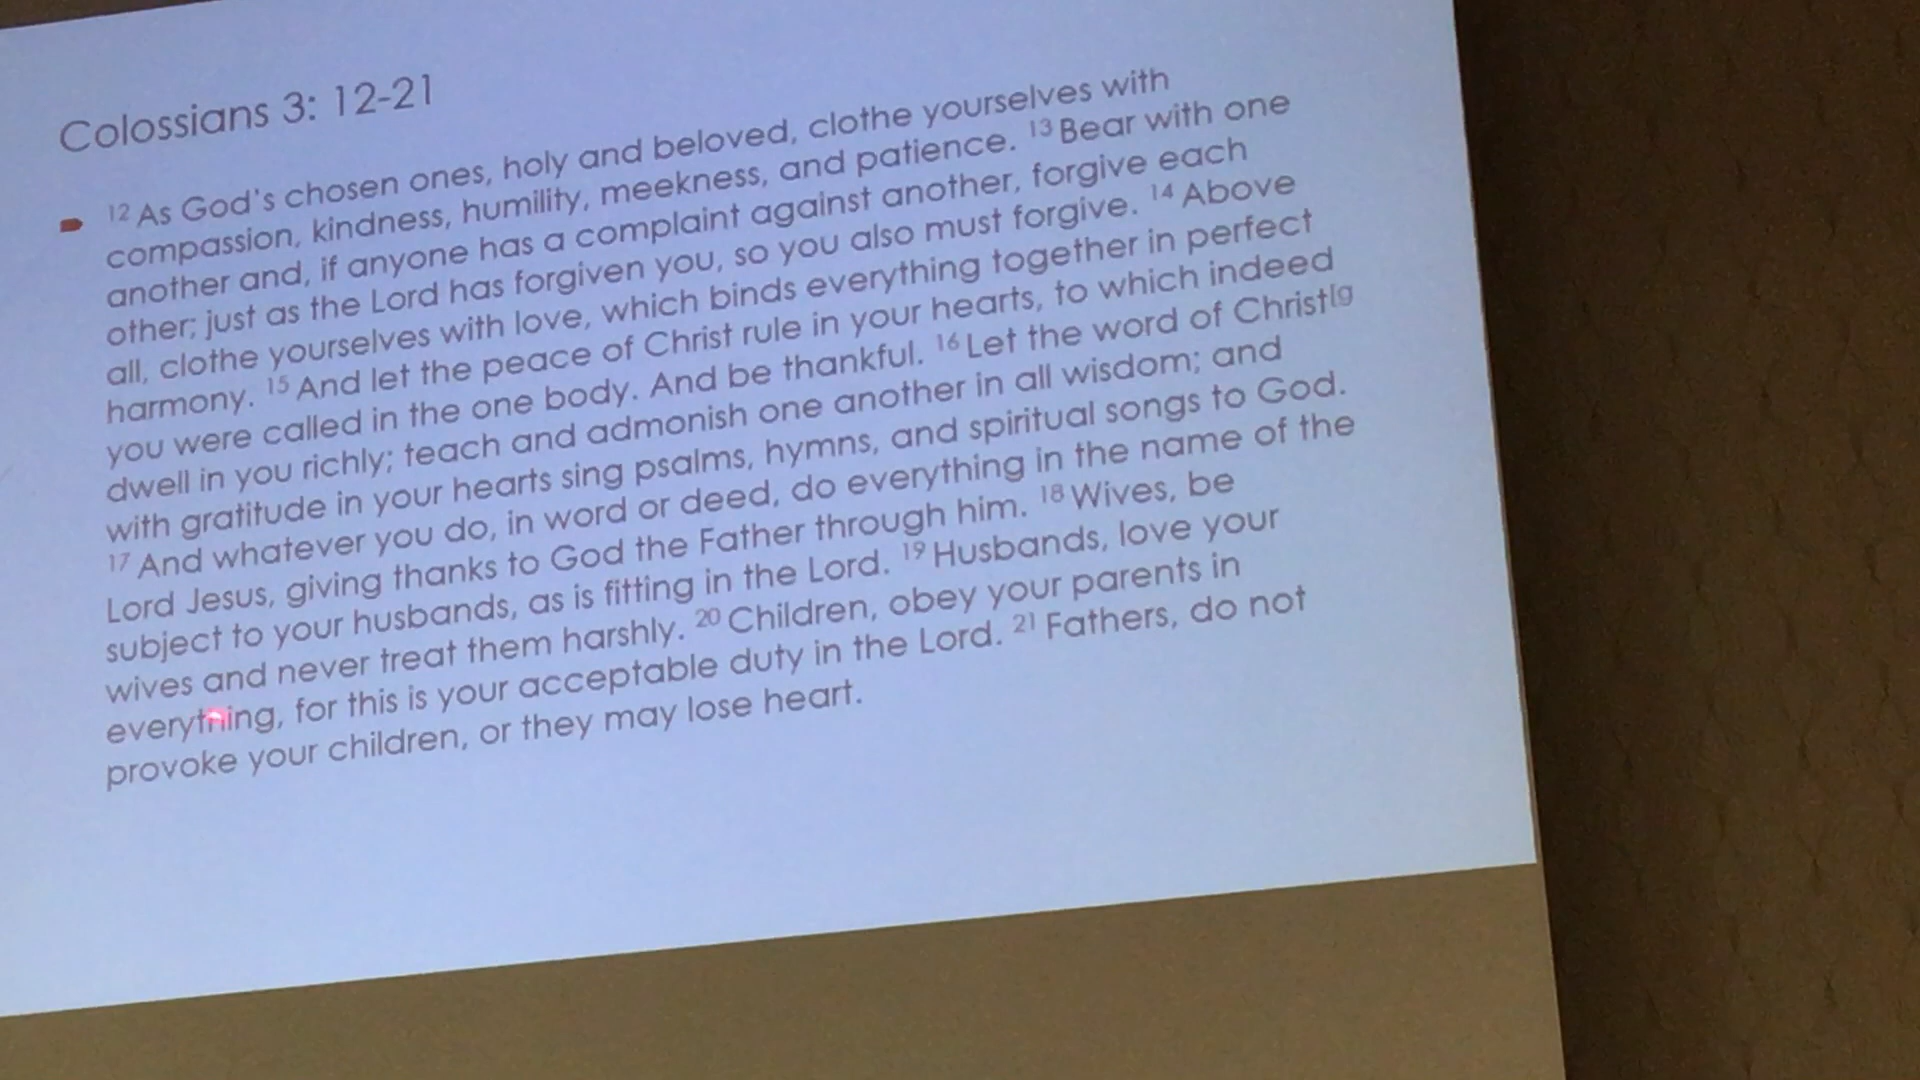 Colossians 3: 12-21
12 As God's chosen ones, holy and beloved, clothe yourselves with
compassion, kindness, humility, meekness, and patience. 13 Bear with one
another and, if anyone has a complaint against another, forgive each
other; just as the Lord has forgiven you, so you also must forgive. 14 Above
all, clothe yourselves with love, which binds everything together in perfect
harmony. 15 And let the peace of Christ rule in your hearts, to which indeed
you were called in the one body. And be thankful. 16 Let the word of Christ[g
dwell in you richly; teach and admonish one another in all wisdom; and
with gratitude in your hearts sing psalms, hymns, and spiritual songs to God.
17 And whatever you do, in word or deed, do everything in the name of the
Lord Jesus, giving thanks to God the Father through him. 18 Wives, be
subject to your husbands, as is fitting in the Lord. 19 Husbands, love your
wives and never treat them harshly. 20 Children, obey your parents in
everything, for this is your acceptable duty in the Lord. 21 Fathers, do not
provoke your children, or they may lose heart.